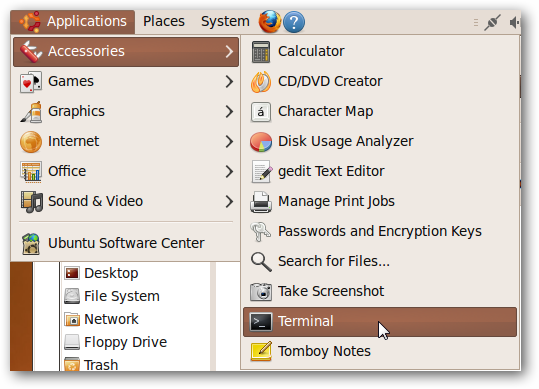 Applications Places System
Accessories
Games
Graphics
Internet
Office
Sound & Video
Ubuntu Software Center
Desktop
File System
Network
Floppy Drive
Trash
Calculator
CD/DVD Creator
Character Map
Disk Usage Analyzer
gedit Text Editor
Manage Print Jobs
Passwords and Encryption Keys
Search for Files...
Take Screenshot
Terminal
Tomboy Notes